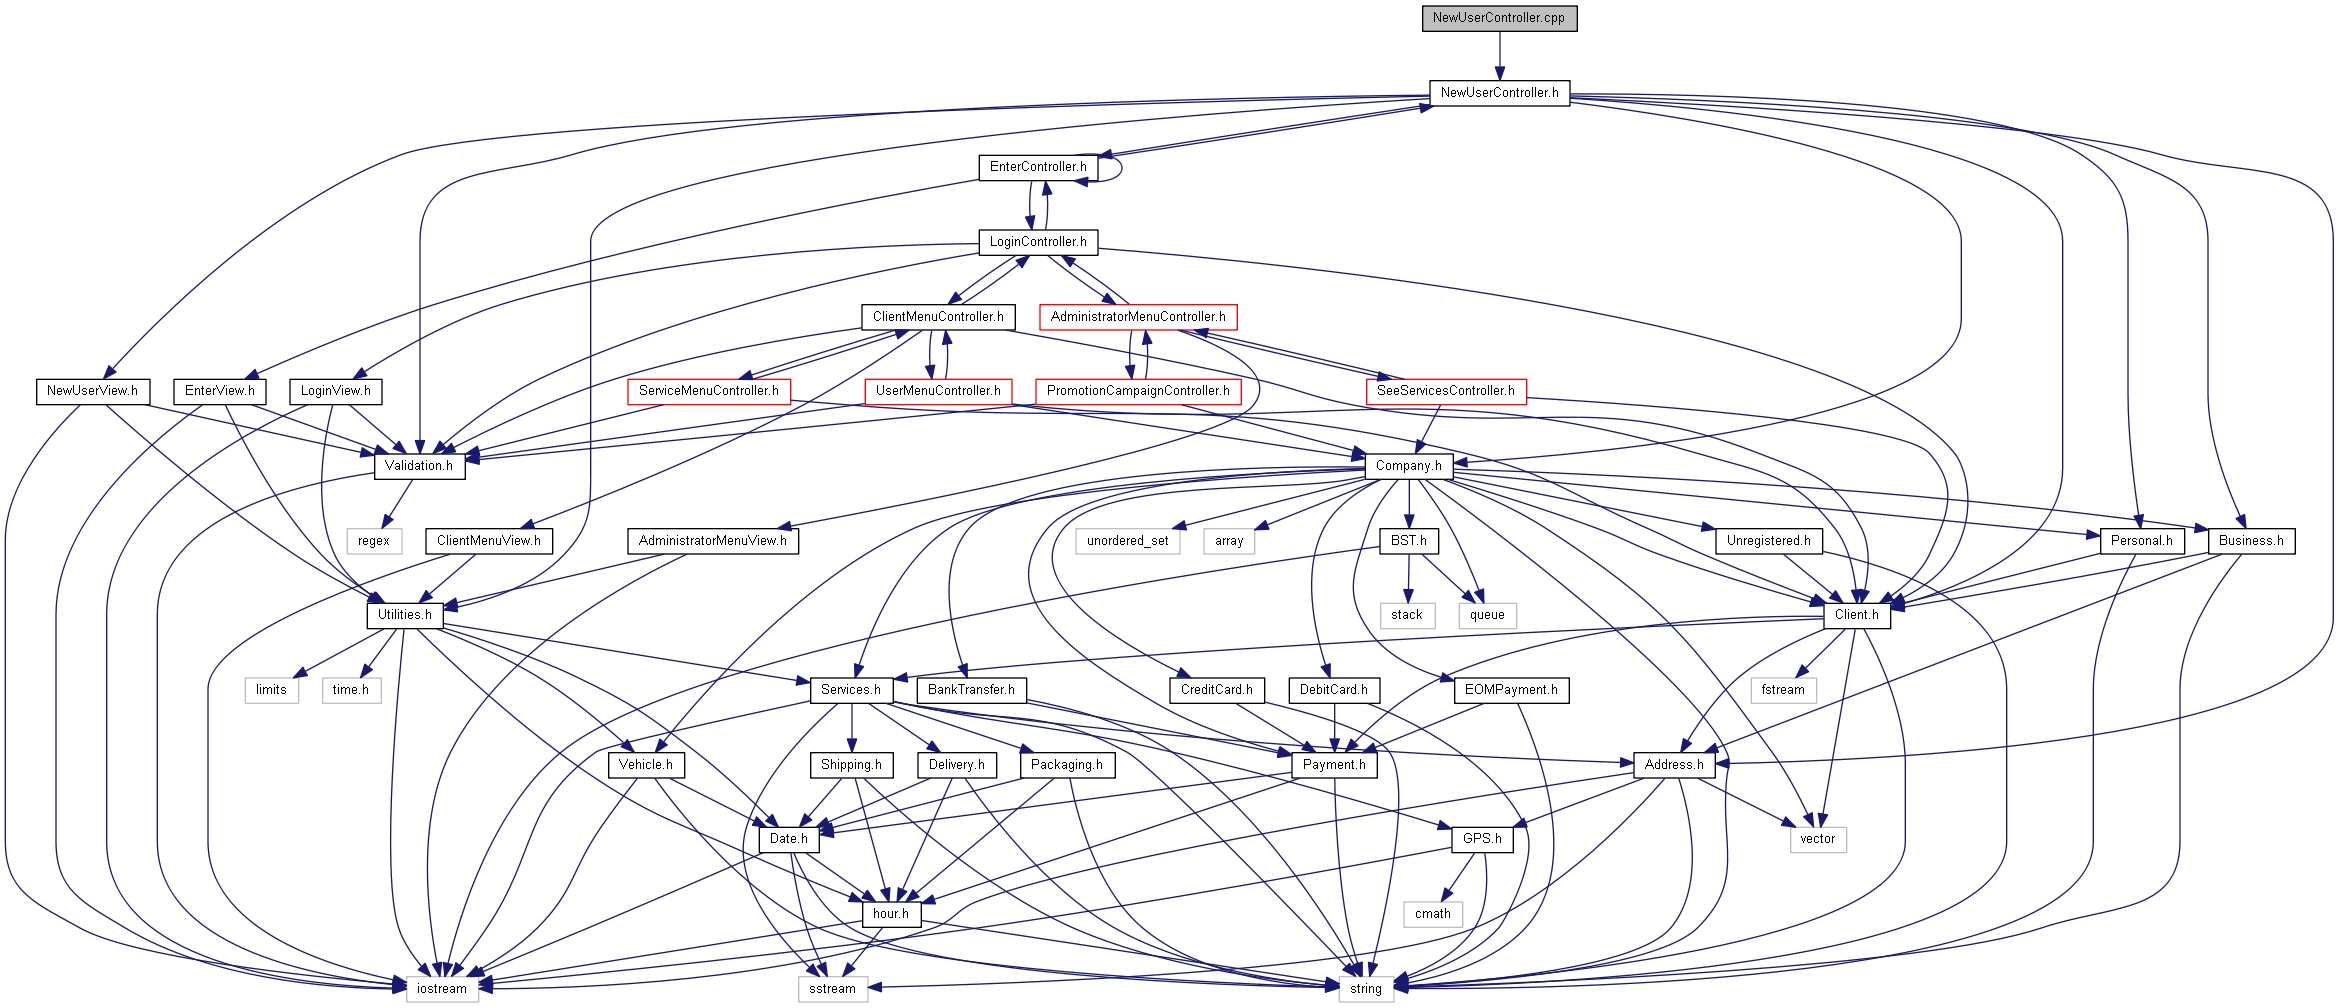 NewUserController.cpp
NewUserController.h
EnterController.h
LoginController.h
ClientMenuController.h
AdministratorMenuController.h
NewUserView.h
EnterView.h
LoginView.h
ServiceMenuController.h
UserMenuController.h
PromotionCampaignController.h
SeeServicesController.h
Validation.h
Company.h
regex
ClientMenuView.h
AdministratorMenuView.h
unordered_set
array
BST.h
Unregistered.h
Personal.h
Business.h
Utilities.h
stack
queue
Client.h
limits
time.h
Services.h
BankTransfer.h
CreditCard.h
DebitCard.h
EOMPayment.h
fstream
Vehicle.h
Shipping.h
Delivery.h
Packaging.h
Payment.h
Address.h
Date.h
GPS.h
vector
hour.h
cmath
iostream
sstream
string